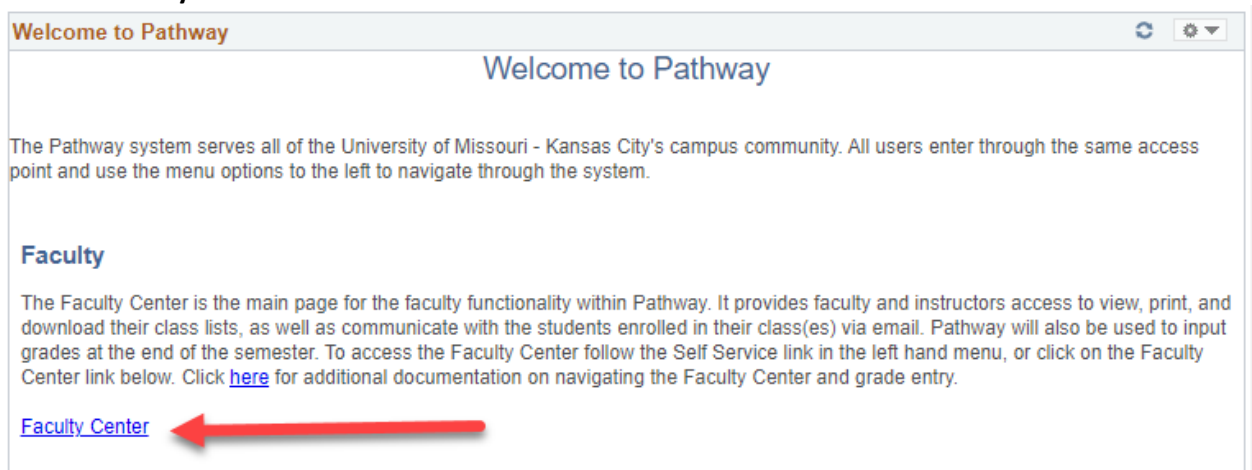 Welcome to Pathway
Welcome to Pathway
The Pathway system serves all of the University of Missouri - Kansas City's campus community. All users enter through the same access
point and use the menu options to the left to navigate through the system.
Faculty
The Faculty Center is the main page for the faculty functionality within Pathway. It provides faculty and instructors access to view, print, and
download their class lists, as well as communicate with the students enrolled in their class(es) via email. Pathway will also be used to input
grades at the end of the semester. To access the Faculty Center follow the Self Service link in the left hand menu, or click on the Faculty
Center link below. Click here for additional documentation on navigating the Faculty Center and grade entry.
Faculty Center